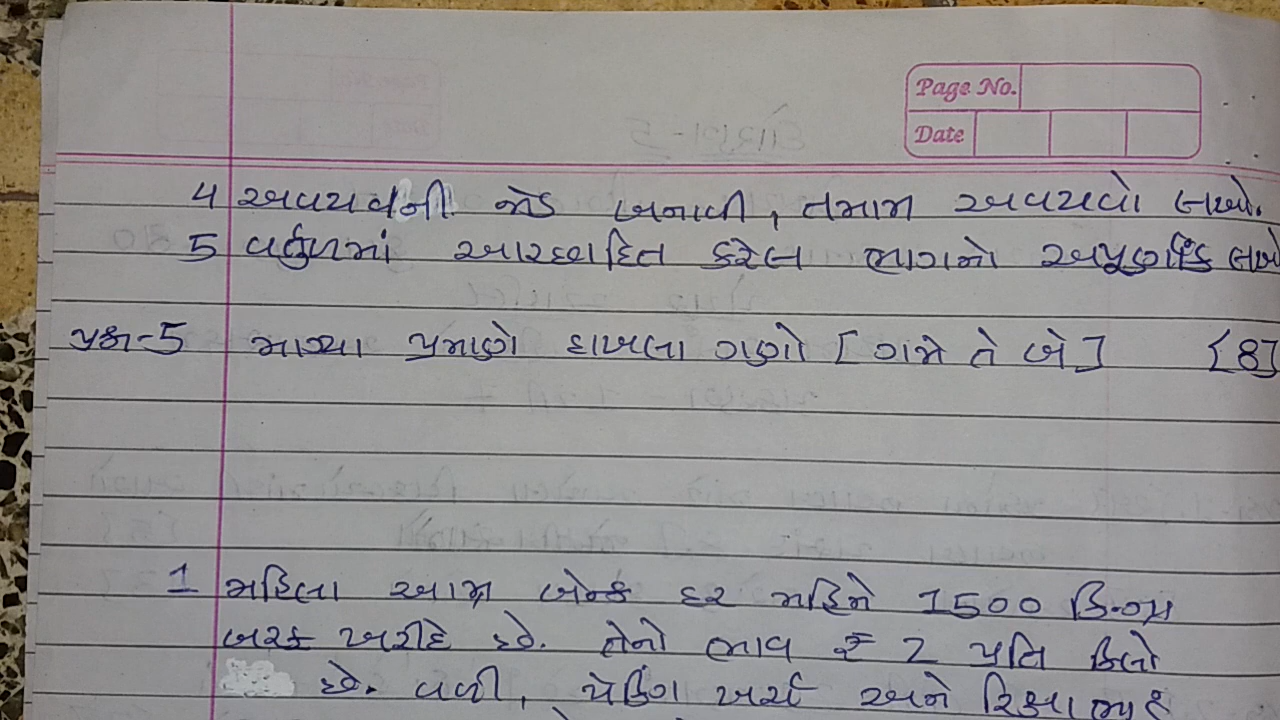 Page No.
Date
4 અવયવની જોડ બનાવી, તમામ અવયવો લખો.
5 વર્તુળમાં આરછાદિત કરેલ ભાગનો અપૂર્ણાંક લખો
પ્રશ્ન-5 માગ્યા પ્રમાણે દાખલા ગણો [ ગમે તે બે ] [8]
1 મહિલા આમ બેન્ક દર મહિને 1500 કિ.ગ્રા
બરફ ખરીદે છે. તેનો ભાવ ₹ 2 પ્રતિ કિલો
છે. વળી, પેકિંગ ખર્ચ અને રિક્ષાભાડ